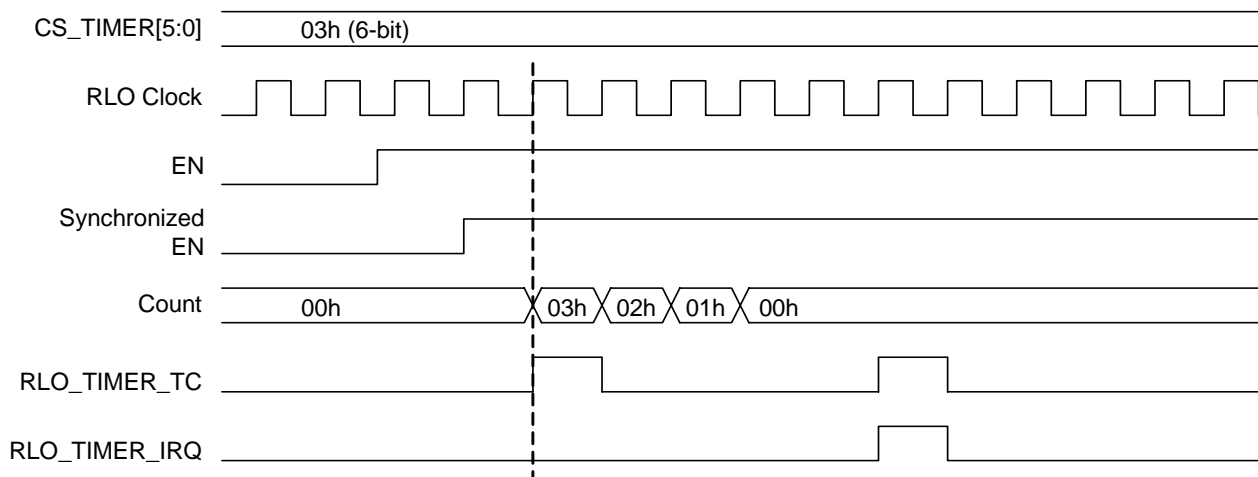 CS_TIMER[5:0] 03h (6-bit)
RLO Clock
EN
Synchronized
EN
Count 00h 03h 02h 01h 00h
RLO_TIMER_TC
RLO_TIMER_IRQ